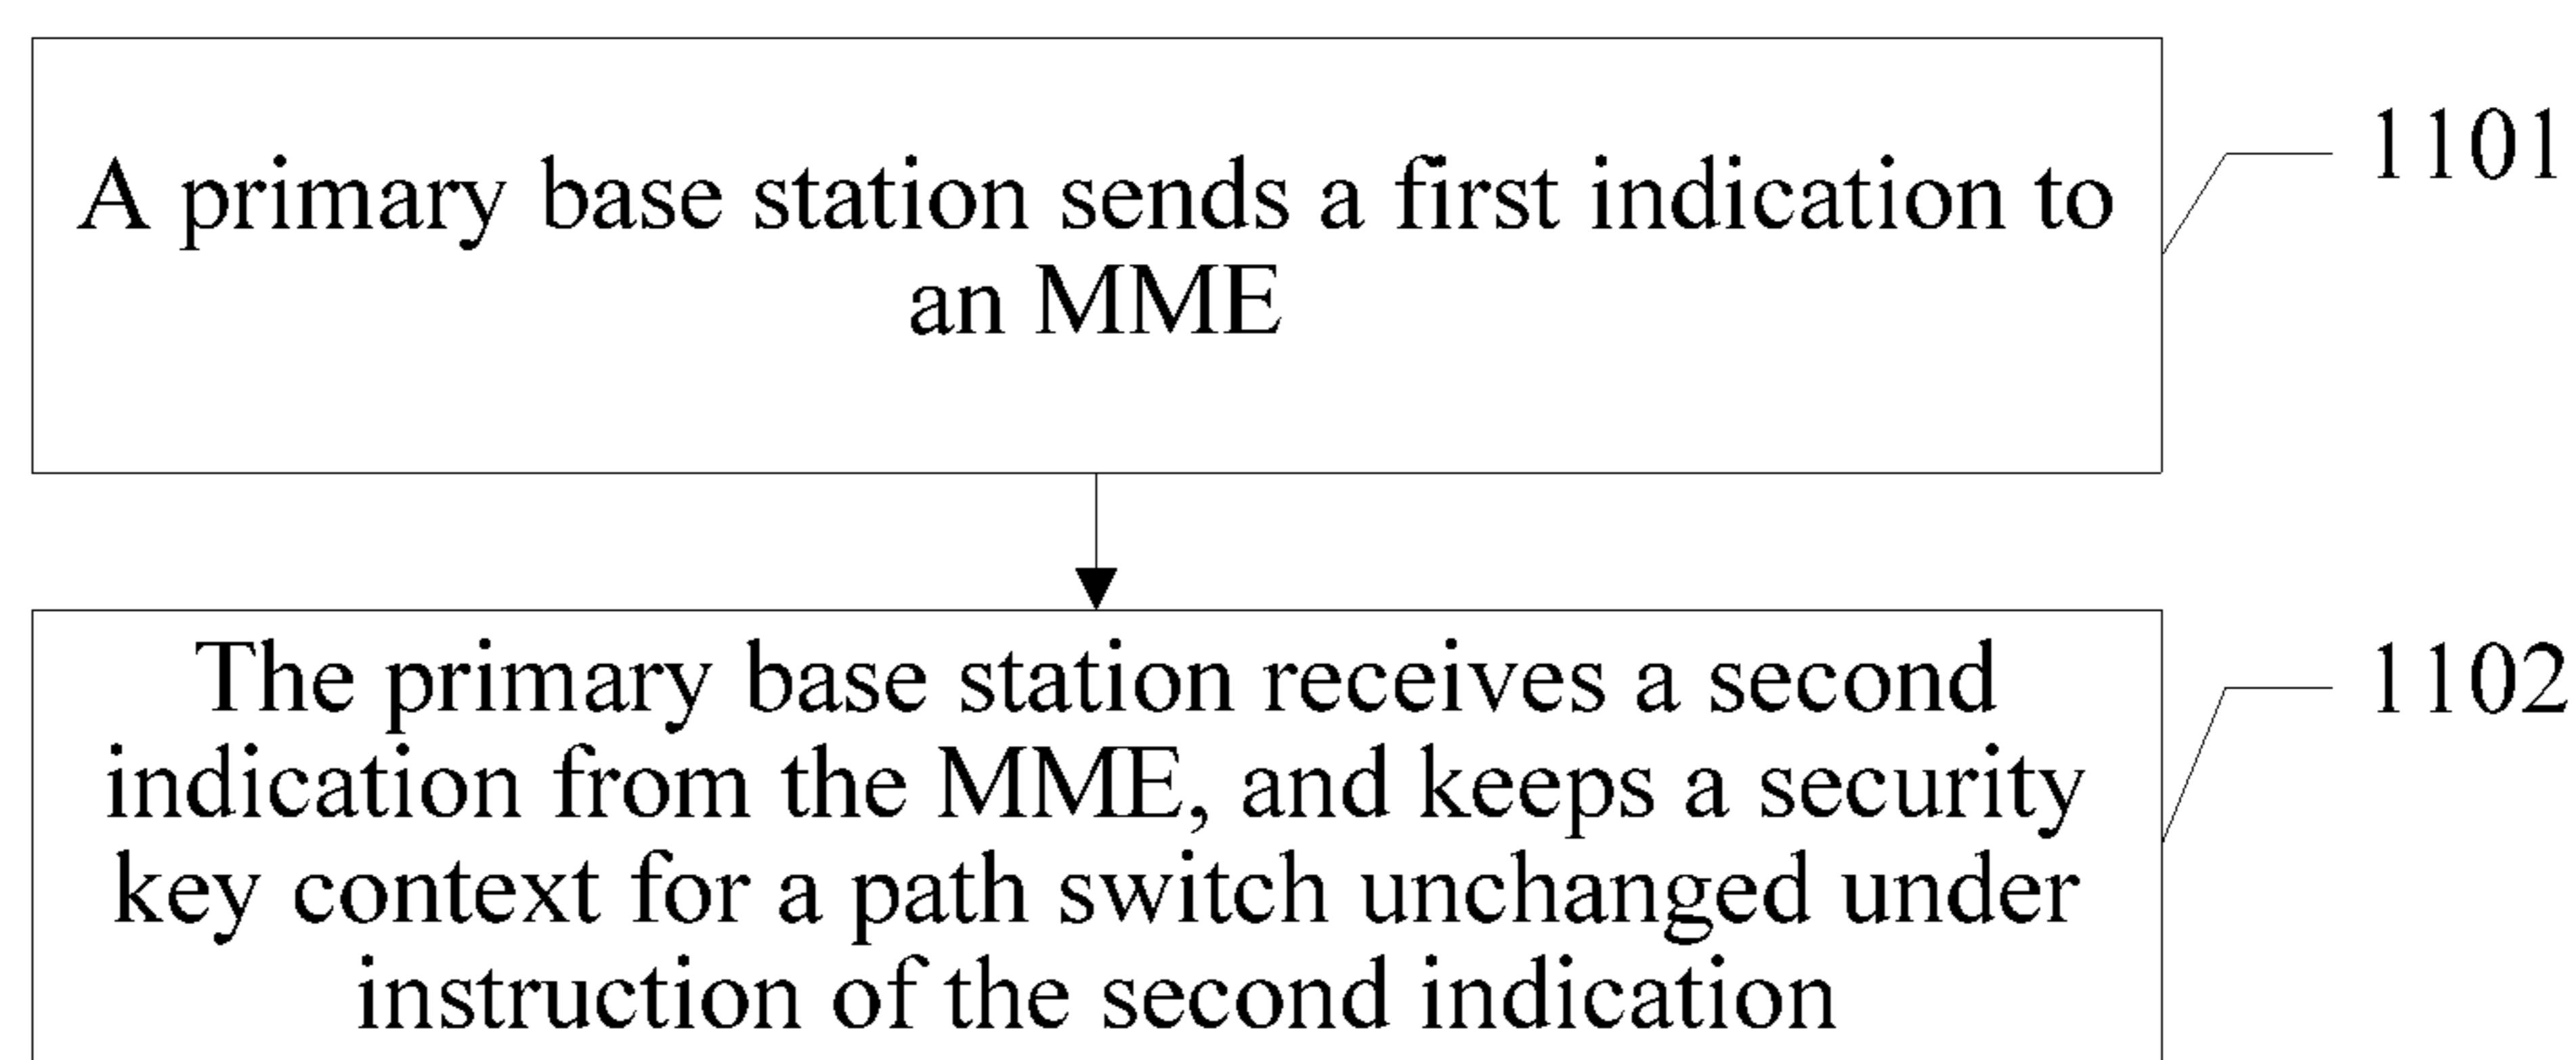 A primary base station sends a first indication to
an MME
1101
The primary base station receives a second
indication from the MME, and keeps a security
key context for a path switch unchanged under
instruction of the second indication
1102